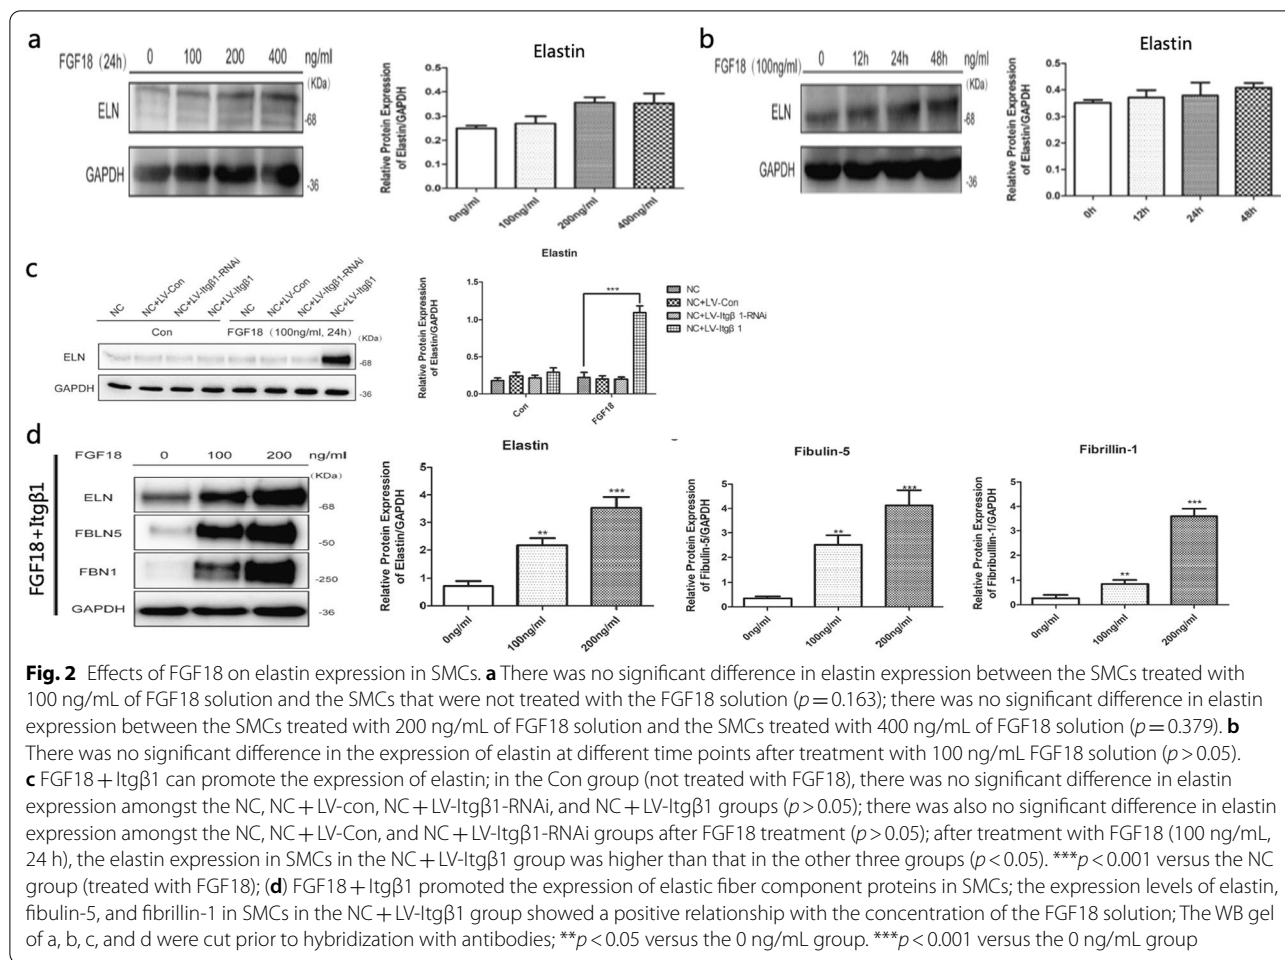 a
FGF18 (24h) 0 100 200 400 ng/ml
(KDa)
ELN
-68
GAPDH
-36
Elastin
Relative Protein Expression
of Elastin/GAPDH
0.5
0.4
0.3
0.2
0.1
0.0
0ng/ml
100ng/ml
200ng/ml
400ng/ml
b
FGF18 (100ng/ml) 0 12h 24h 48h ng/ml
(KDa)
ELN
-68
GAPDH
-36
Elastin
Relative Protein Expression
of Elastin/GAPDH
0.5
0.4
0.3
0.2
0.1
0.0
0h
12h
24h
48h
c
NC
NC+LV-Con
NC+LV-Itgβ1-RNAi
NC+LV-Itgβ1
NC
NC+LV-Con
NC+LV-Itgβ1-RNAi
NC+LV-Itgβ1
Con FGF18 (100ng/ml, 24h)
(KDa)
ELN
-68
GAPDH
-36
Elastin
Relative Protein Expression
of Elastin/GAPDH
1.5
1.0
0.5
0.0
***
Con
FGF18
NC
NC+LV-Con
NC+LV-Itgβ 1-RNAi
NC+LV-Itgβ 1
d
FGF18+Itgβ1
FGF18 0 100 200 ng/ml
(KDa)
ELN
-68
FBLN5
-50
FBN1
-250
GAPDH
-36
Elastin
Relative Protein Expression
of Elastin/GAPDH
5
4
3
2
1
0
**
***
0ng/ml
100ng/ml
200ng/ml
Fibulin-5
Relative Protein Expression
of Fibulin-5/GAPDH
5
4
3
2
1
0
**
***
0ng/ml
100ng/ml
200ng/ml
Fibrillin-1
Relative Protein Expression
of Fibribulllin-1/GAPDH
5
4
3
2
1
0
**
***
0ng/ml
100ng/ml
200ng/ml
Fig. 2 Effects of FGF18 on elastin expression in SMCs. a There was no significant difference in elastin expression between the SMCs treated with
100 ng/mL of FGF18 solution and the SMCs that were not treated with the FGF18 solution (p = 0.163); there was no significant difference in elastin
expression between the SMCs treated with 200 ng/mL of FGF18 solution and the SMCs treated with 400 ng/mL of FGF18 solution (p = 0.379). b
There was no significant difference in the expression of elastin at different time points after treatment with 100 ng/mL FGF18 solution (p > 0.05).
c FGF18 + Itgβ1 can promote the expression of elastin; in the Con group (not treated with FGF18), there was no significant difference in elastin
expression amongst the NC, NC + LV-con, NC + LV-Itgβ1-RNAi, and NC + LV-Itgβ1 groups (p > 0.05); there was also no significant difference in elastin
expression amongst the NC, NC + LV-Con, and NC + LV-Itgβ1-RNAi groups after FGF18 treatment (p > 0.05); after treatment with FGF18 (100 ng/mL,
24 h), the elastin expression in SMCs in the NC + LV-Itgβ1 group was higher than that in the other three groups (p < 0.05). ***p < 0.001 versus the NC
group (treated with FGF18); (d) FGF18 + Itgβ1 promoted the expression of elastic fiber component proteins in SMCs; the expression levels of elastin,
fibulin-5, and fibrillin-1 in SMCs in the NC + LV-Itgβ1 group showed a positive relationship with the concentration of the FGF18 solution; The WB gel
of a, b, c, and d were cut prior to hybridization with antibodies; **p < 0.05 versus the 0 ng/mL group. ***p < 0.001 versus the 0 ng/mL group